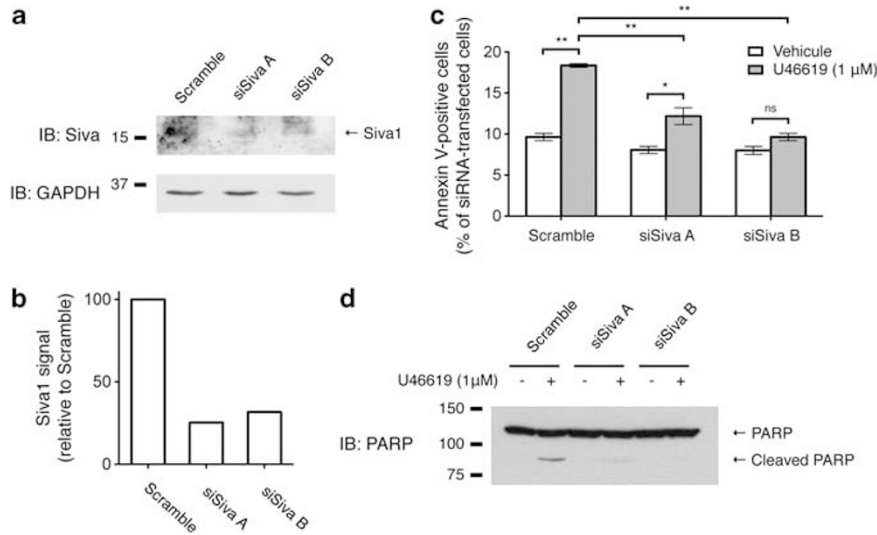 a
Scramble
siSiva A
siSiva B
IB: Siva
15
← Siva1
IB: GAPDH
37
b
Siva1 signal
(relative to Scramble)
100
50
0
Scramble
siSiva A
siSiva B
c
Annexin V-positive cells
(% of siRNA-transfected cells)
20
15
10
5
0
**
**
**
*
ns
Vehicule
U46619 (1 µM)
Scramble
siSiva A
siSiva B
d
Scramble
siSiva A
siSiva B
U46619 (1µM)
- + - + - +
IB: PARP
150
100
75
← PARP
← Cleaved PARP